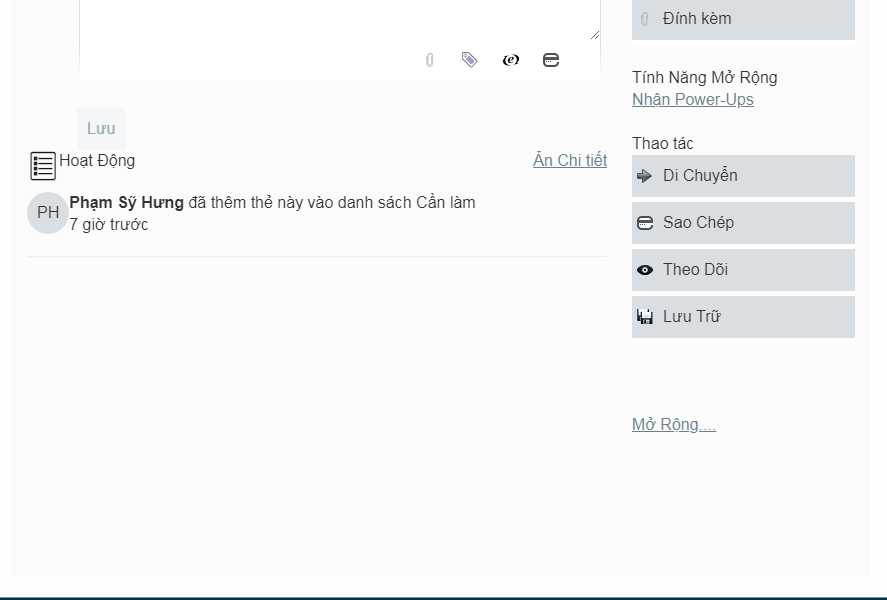 Đính kèm
Tính Năng Mở Rộng
Nhận Power-Ups
Lưu
Hoạt Động
Ẩn Chi tiết
PH
Phạm Sỹ Hưng đã thêm thẻ này vào danh sách Cần làm
7 giờ trước
Thao tác
Di Chuyển
Sao Chép
Theo Dõi
Lưu Trữ
Mở Rộng....